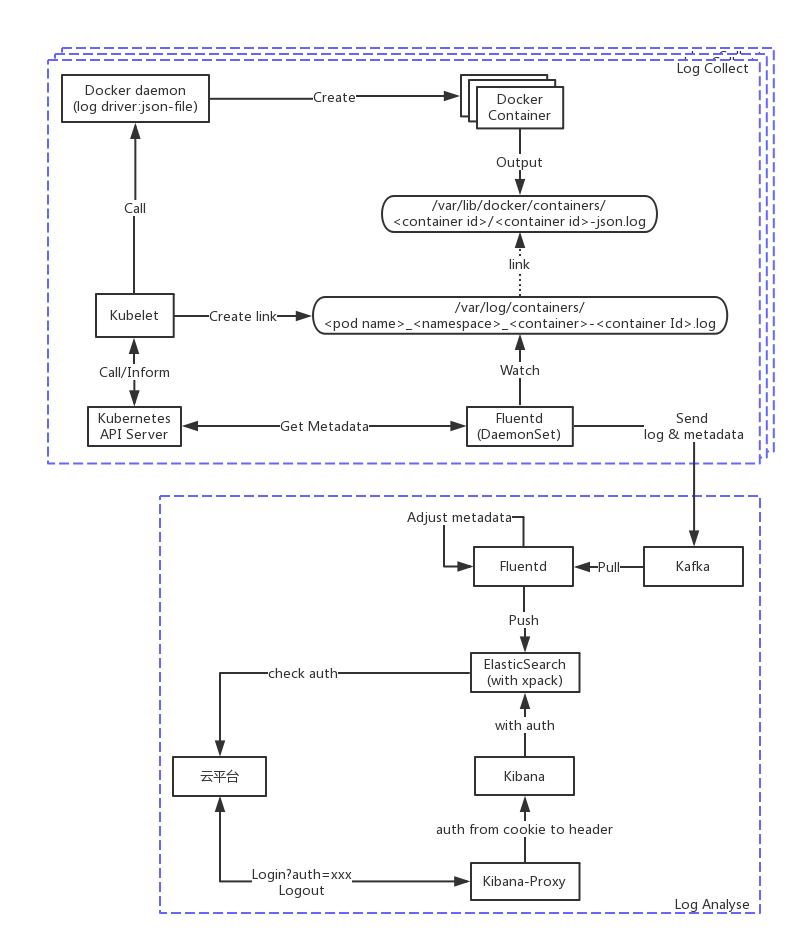 Log Collect
Docker daemon
(log driver:json-file)
Create
Docker
Container
Output
Call
/var/lib/docker/containers/
<container id>/<container id>-json.log
link
Kubelet
Create link
/var/log/containers/
<pod name>_<namespace>_<container>-<container Id>.log
Call/Inform
Watch
Kubernetes
API Server
Get Metadata
Fluentd
(DaemonSet)
Send
log & metadata
Adjust metadata
Fluentd
Pull
Kafka
Push
ElasticSearch
(with xpack)
check auth
with auth
云平台
Kibana
auth from cookie to header
Login?auth=xxx
Logout
Kibana-Proxy
Log Analyse